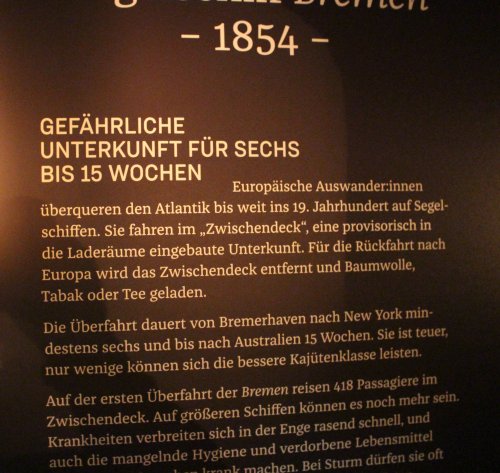 Bremen
– 1854 –
GEFÄHRLICHE
UNTERKUNFT FÜR SECHS
BIS 15 WOCHEN
Europäische Auswander:innen
überqueren den Atlantik bis weit ins 19. Jahrhundert auf Segel-
schiffen. Sie fahren im „Zwischendeck“, eine provisorisch in
die Laderäume eingebaute Unterkunft. Für die Rückfahrt nach
Europa wird das Zwischendeck entfernt und Baumwolle,
Tabak oder Tee geladen.
Die Überfahrt dauert von Bremerhaven nach New York min-
destens sechs und bis nach Australien 15 Wochen. Sie ist teuer,
nur wenige können sich die bessere Kajütenklasse leisten.
Auf der ersten Überfahrt der Bremen reisen 418 Passagiere im
Zwischendeck. Auf größeren Schiffen können es noch mehr sein.
Krankheiten verbreiten sich in der Enge rasend schnell, und
auch die mangelnde Hygiene und verdorbene Lebensmittel
krank machen. Bei Sturm dürfen sie oft